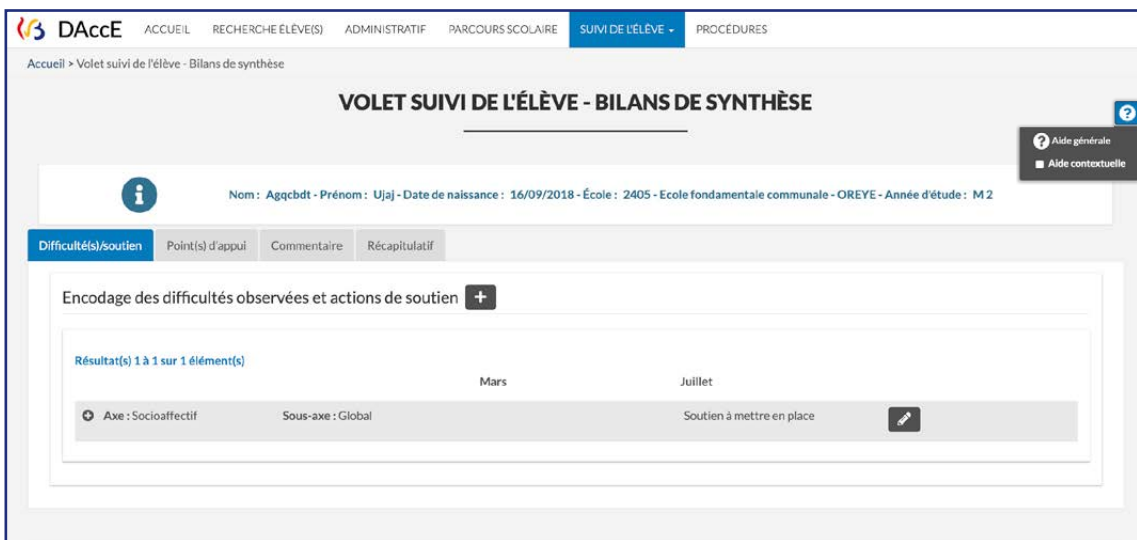 DAccE ACCUEIL RECHERCHE ÉLÈVE(S) ADMINISTRATIF PARCOURS SCOLAIRE SUIVI DE L'ÉLÈVE PROCÉDURES
Accueil > Volet suivi de l'élève - Bilans de synthèse
VOLET SUIVI DE L'ÉLÈVE - BILANS DE SYNTHÈSE
Aide générale
Aide contextuelle
Nom : Agqcbdt - Prénom : Ujaj - Date de naissance : 16/09/2018 - École : 2405 - Ecole fondamentale communale - OREYE - Année d'étude : M 2
Difficulté(s)/soutien Point(s) d'appui Commentaire Récapitulatif
Encodage des difficultés observées et actions de soutien +
Résultat(s) 1 à 1 sur 1 élément(s)
Mars Juillet
Axe : Socioaffectif Sous-axe : Global Soutien à mettre en place